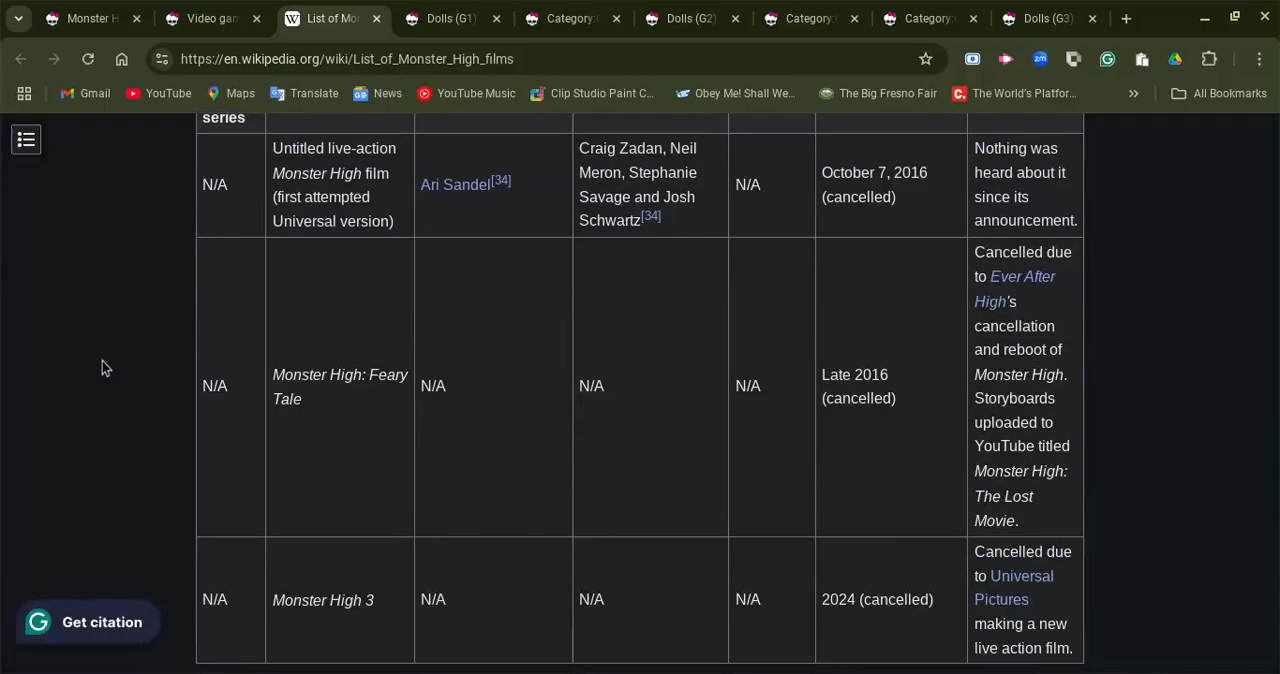 Monster H
Video gan
List of Mor
Dolls (G1)
Category:
Dolls (G2)
Category:
Category:
Dolls (G3)
https://en.wikipedia.org/wiki/List_of_Monster_High_films
Gmail
YouTube
Maps
Translate
News
YouTube Music
Clip Studio Paint C...
Obey Me! Shall We...
The Big Fresno Fair
The World's Platfor...
All Bookmarks
series
N/A
Untitled live-action
Monster High film
(first attempted
Universal version)
Ari Sandel[34]
Craig Zadan, Neil
Meron, Stephanie
Savage and Josh
Schwartz[34]
N/A
October 7, 2016
(cancelled)
Nothing was
heard about it
since its
announcement.
N/A
Monster High: Feary
Tale
N/A
N/A
N/A
Late 2016
(cancelled)
Cancelled due
to Ever After
High's
cancellation
and reboot of
Monster High.
Storyboards
uploaded to
YouTube titled
Monster High:
The Lost
Movie.
N/A
Monster High 3
N/A
N/A
N/A
2024 (cancelled)
Cancelled due
to Universal
Pictures
making a new
live action film.
Get citation